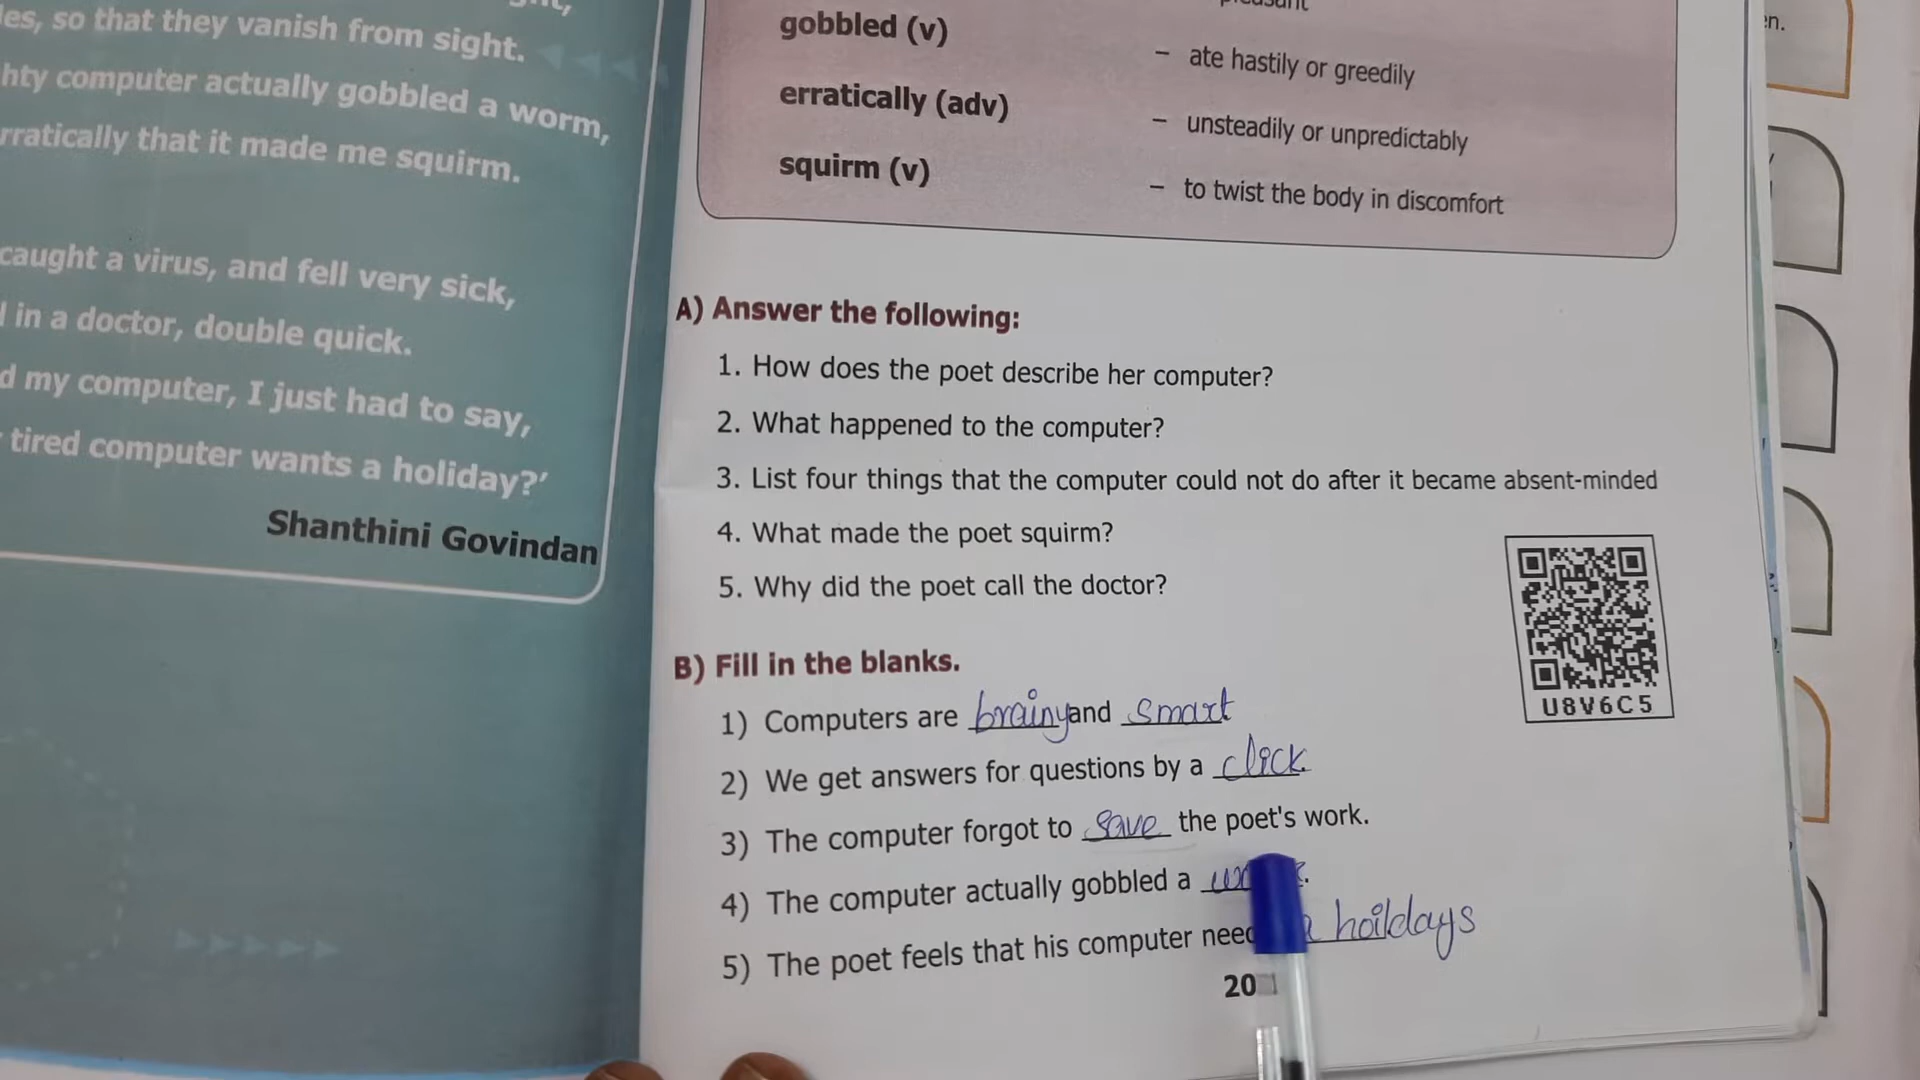 es, so that they vanish from sight.
hty computer actually gobbled a worm,
rratically that it made me squirm.
caught a virus, and fell very sick,
in a doctor, double quick.
d my computer, I just had to say,
tired computer wants a holiday?'
Shanthini Govindan
gobbled (v)
– ate hastily or greedily
erratically (adv)
– unsteadily or unpredictably
squirm (v)
– to twist the body in discomfort
A) Answer the following:
1. How does the poet describe her computer?
2. What happened to the computer?
3. List four things that the computer could not do after it became absent-minded
4. What made the poet squirm?
5. Why did the poet call the doctor?
U8V6C5
B) Fill in the blanks.
1) Computers are brainy and smart
2) We get answers for questions by a click.
3) The computer forgot to save the poet's work.
4) The computer actually gobbled a
5) The poet feels that his computer need a hoildays
20
en.